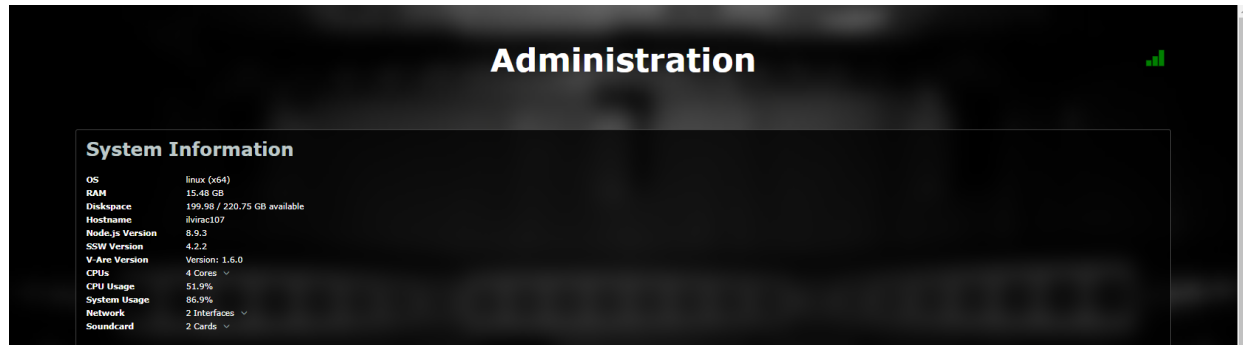 Administration
System Information
OS linux (x64)
RAM 15.48 GB
Diskspace 199.98 / 220.75 GB available
Hostname ilvirac107
Node.js Version 8.9.3
SSW Version 4.2.2
V-Are Version Version: 1.6.0
CPUs 4 Cores
CPU Usage 51.9%
System Usage 86.9%
Network 2 Interfaces
Soundcard 2 Cards